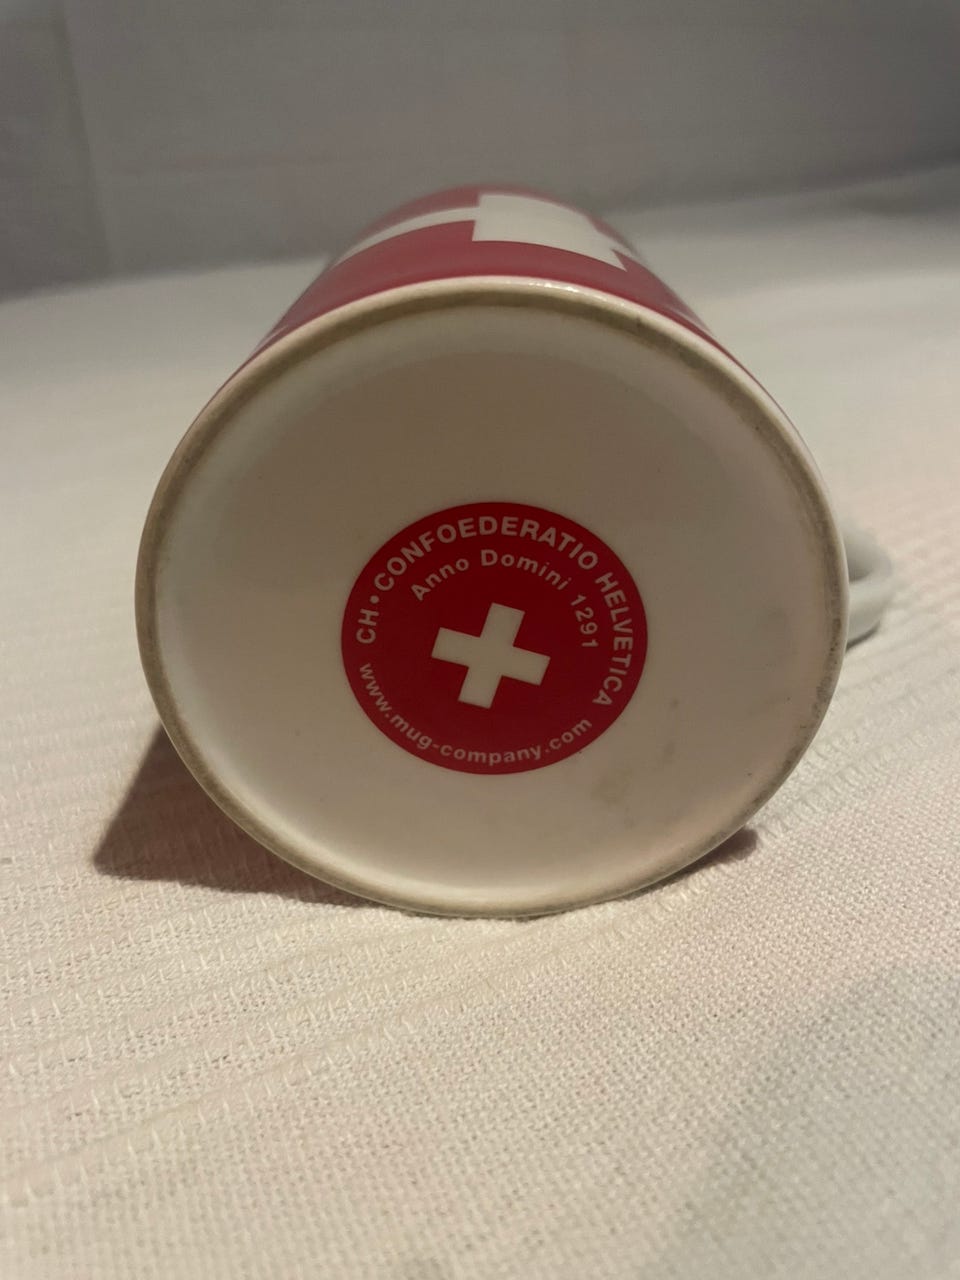 CH • CONFOEDERATIO HELVETICA
Anno Domini 1291
www.mug-company.com